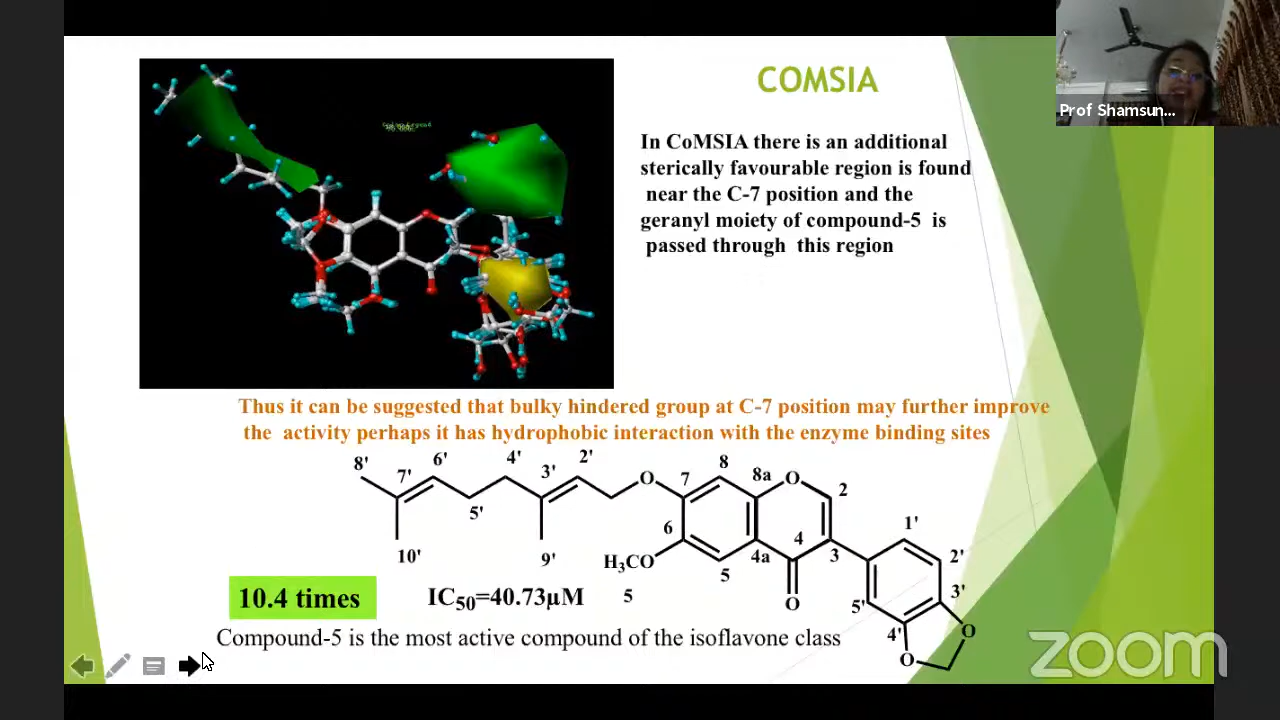 Prof Shamsun...
COMSIA
In CoMSIA there is an additional
sterically favourable region is found
near the C-7 position and the
geranyl moiety of compound-5 is
passed through this region
Thus it can be suggested that bulky hindered group at C-7 position may further improve
the activity perhaps it has hydrophobic interaction with the enzyme binding sites
8' 7' 6' 5' 4' 3' 2' O 7 8 8a O 2
10' 9' 6 H₃CO 5 4a 4 3 1' 2'
O 5' 4' 3' O O
10.4 times
IC₅₀=40.73µM
5
Compound-5 is the most active compound of the isoflavone class
zoom